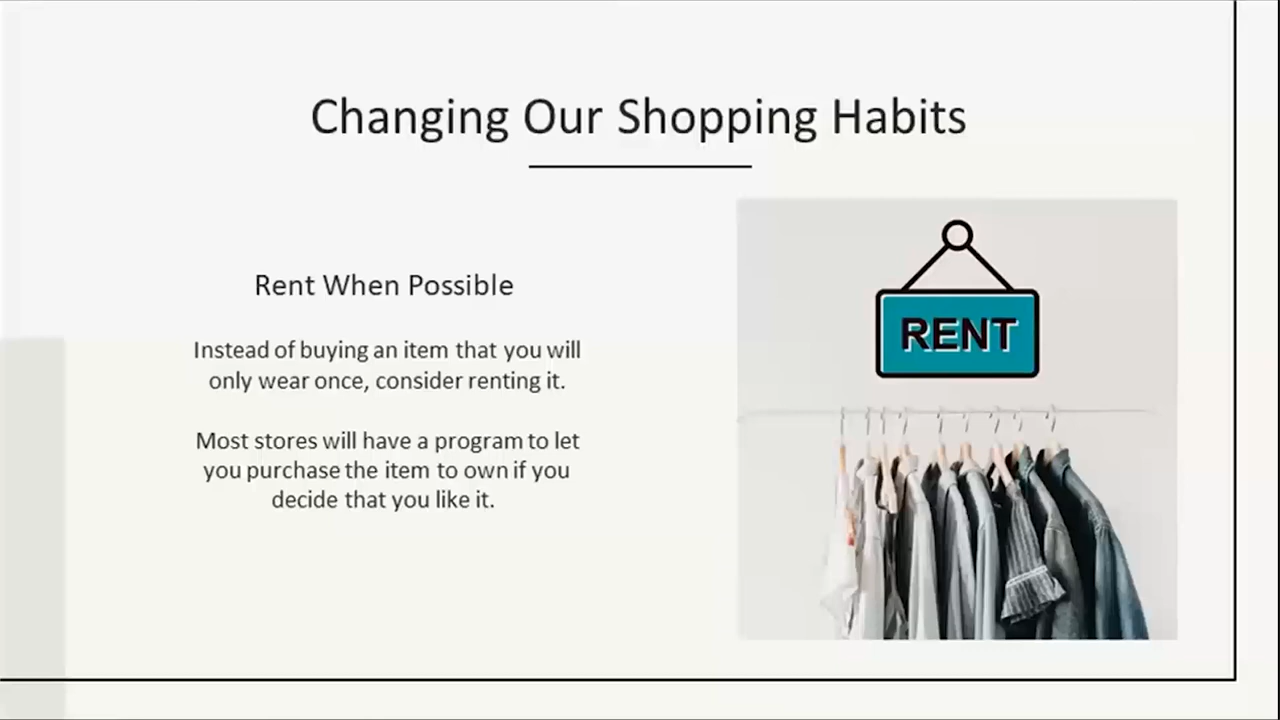 Changing Our Shopping Habits
Rent When Possible
Instead of buying an item that you will
only wear once, consider renting it.
Most stores will have a program to let
you purchase the item to own if you
decide that you like it.
RENT